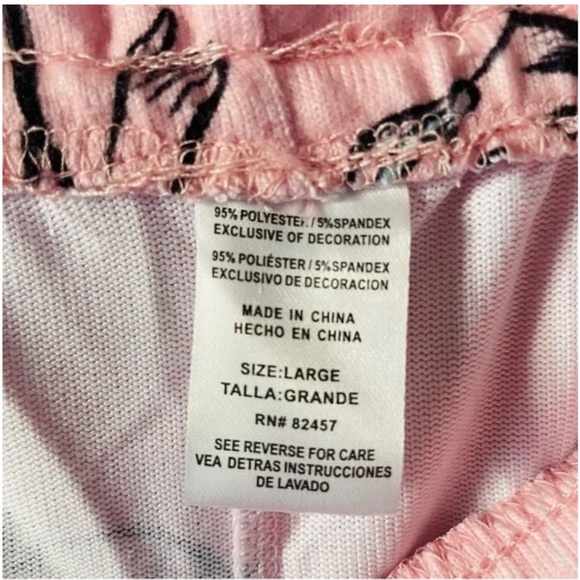 95% POLYESTER / 5%SPANDEX
EXCLUSIVE OF DECORATION
95% POLIÉSTER / 5%SPANDEX
EXCLUSIVO DE DECORACION
MADE IN CHINA
HECHO EN CHINA
SIZE:LARGE
TALLA:GRANDE
RN# 82457
SEE REVERSE FOR CARE
VEA DETRAS INSTRUCCIONES
DE LAVADO